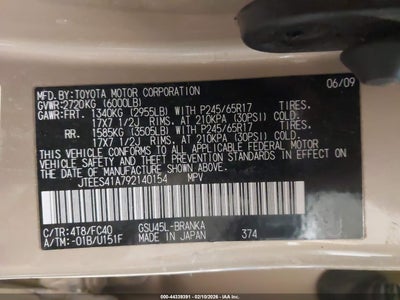 MFD. BY: TOYOTA MOTOR CORPORATION 06/09
GVWR: 2720KG (6000LB)
GAWR: FRT. 1340KG (2955LB) WITH P245/65R17 TIRES,
17X7 1/2J RIMS, AT 210KPA (30PSI) COLD
RR. 1585KG (3505LB) WITH P245/65R17 TIRES,
17X7 1/2J RIMS, AT 210KPA (30PSI) COLD
THIS VEHICLE CONFORMS TO ALL APPLICABLE FEDERAL MOTOR
VEHICLE SAFETY, BUMPER, AND THEFT PREVENTION STANDARDS IN
EFFECT ON THE DATE OF MANUFACTURE SHOWN ABOVE.
JTEES41A792140154 MPV
C/TR: 4T8/FC40 GSU45L-BRANKA
A/TM: -01B/U151F MADE IN JAPAN 374
000-44339391 (US) 02/10/2026 - IAA Inc.